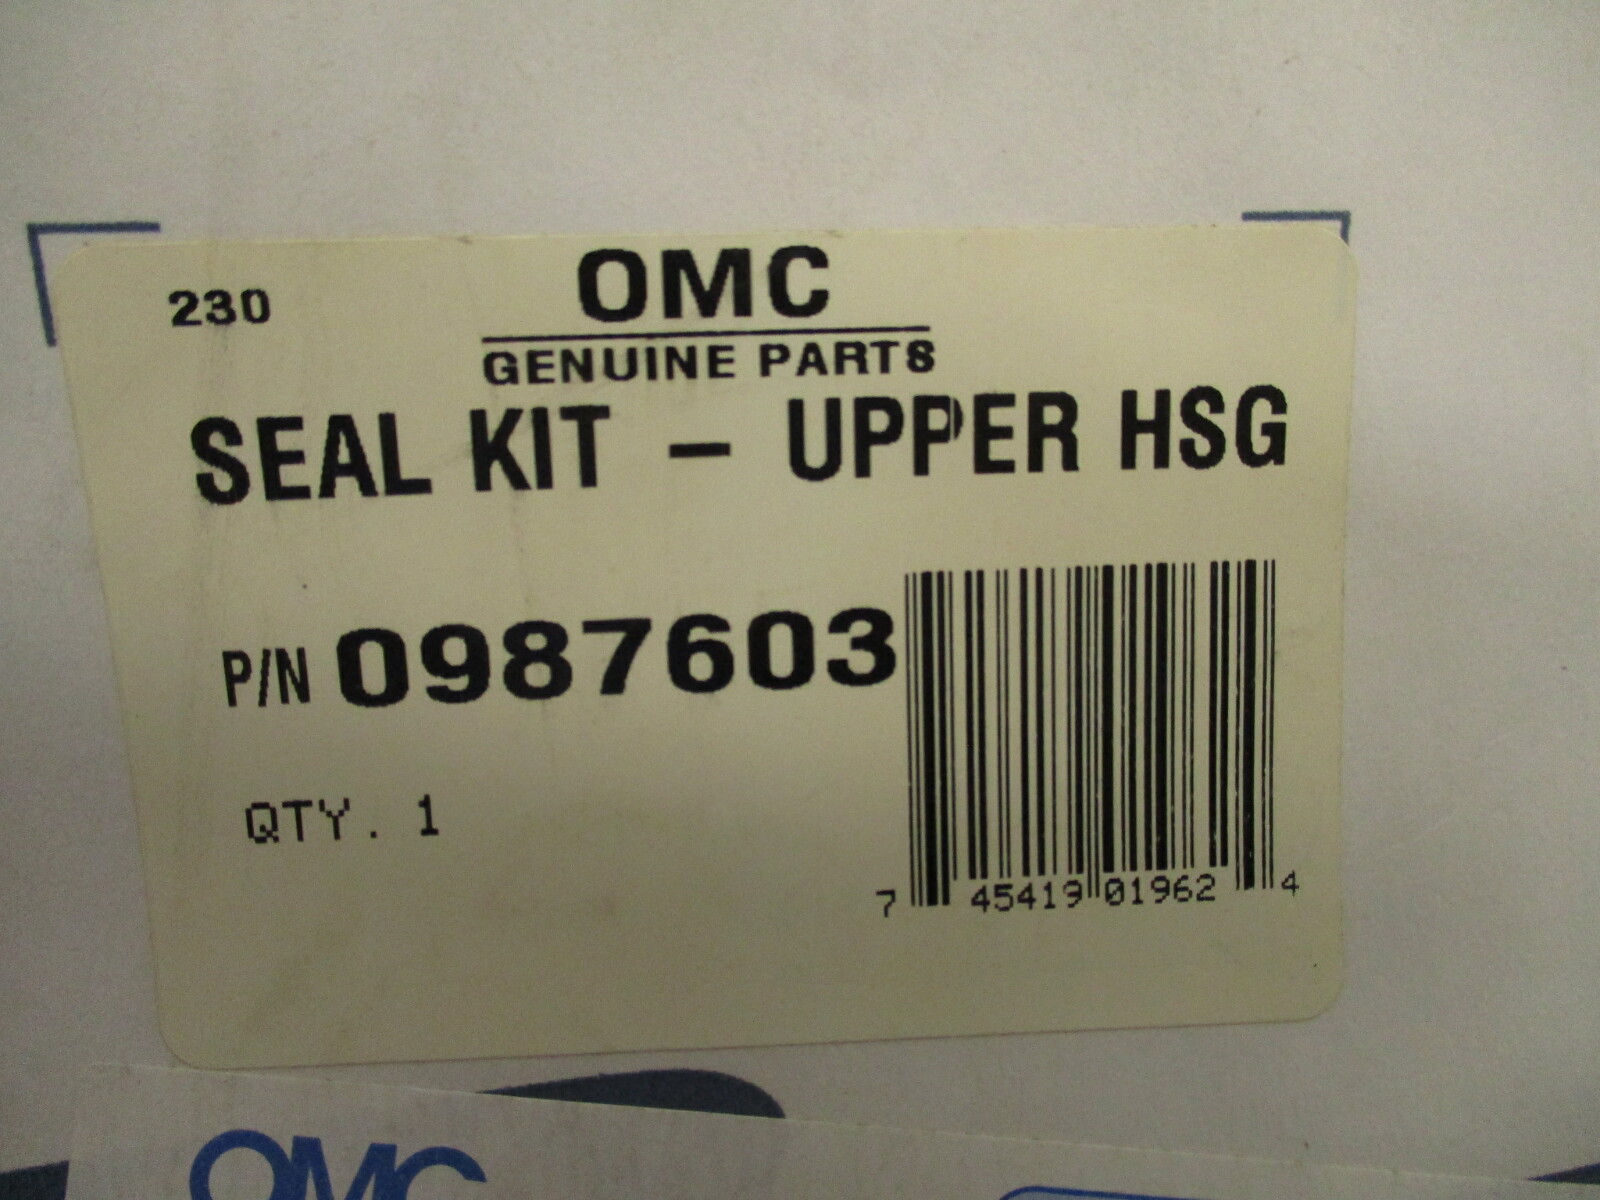 230
OMC
GENUINE PARTS
SEAL KIT - UPPER HSG
P/N 0987603
QTY. 1
7 45419 01962 4
OMC